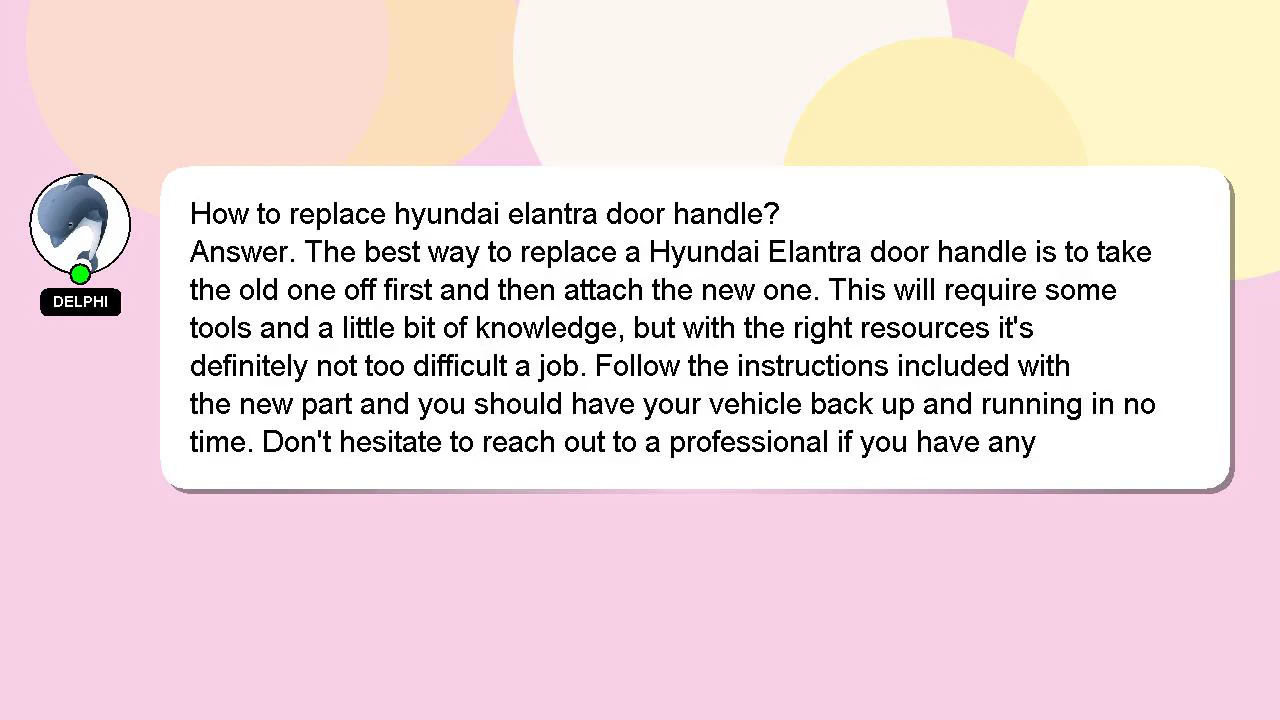 How to replace hyundai elantra door handle?
Answer. The best way to replace a Hyundai Elantra door handle is to take
the old one off first and then attach the new one. This will require some
tools and a little bit of knowledge, but with the right resources it's
definitely not too difficult a job. Follow the instructions included with
the new part and you should have your vehicle back up and running in no
time. Don't hesitate to reach out to a professional if you have any
DELPHI